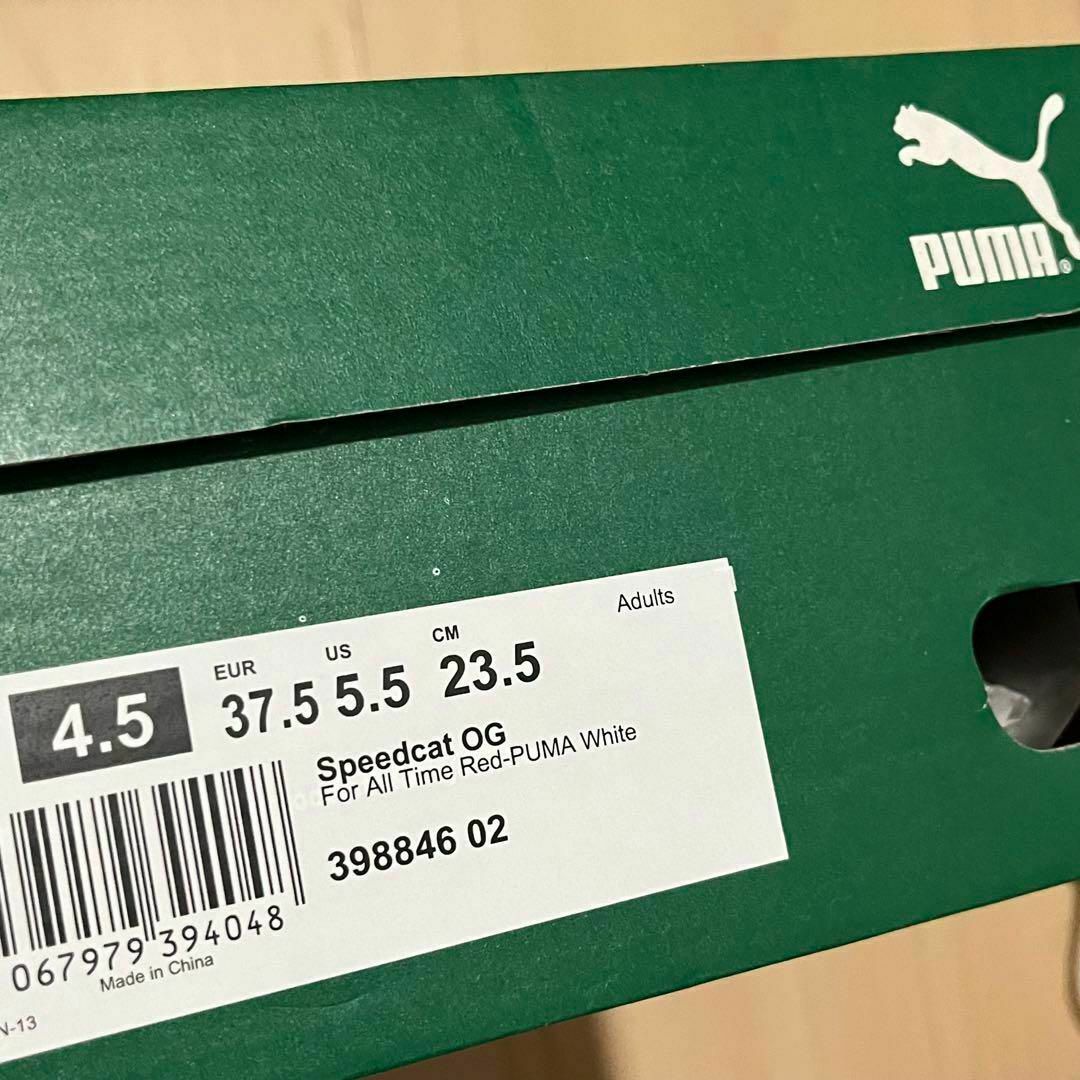 PUMA®
Adults
EUR US CM
4.5 37.5 5.5 23.5
Speedcat OG
For All Time Red-PUMA White
398846 02
067979 394048
Made in China
N-13